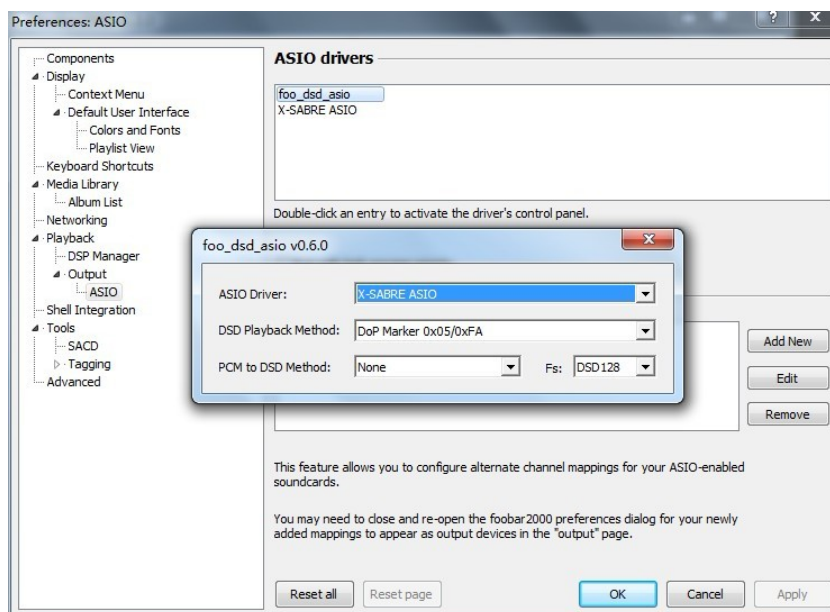 Preferences: ASIO
? x
Components
Display
Context Menu
Default User Interface
Colors and Fonts
Playlist View
Keyboard Shortcuts
Media Library
Album List
Networking
Playback
DSP Manager
Output
ASIO
Shell Integration
Tools
SACD
Tagging
Advanced
ASIO drivers
foo_dsd_asio
X-SABRE ASIO
Double-click an entry to activate the driver's control panel.
foo_dsd_asio v0.6.0
ASIO Driver: X-SABRE ASIO
DSD Playback Method: DoP Marker 0x05/0xFA
PCM to DSD Method: None Fs: DSD128
Add New
Edit
Remove
This feature allows you to configure alternate channel mappings for your ASIO-enabled
soundcards.
You may need to close and re-open the foobar2000 preferences dialog for your newly
added mappings to appear as output devices in the "output" page.
Reset all Reset page OK Cancel Apply